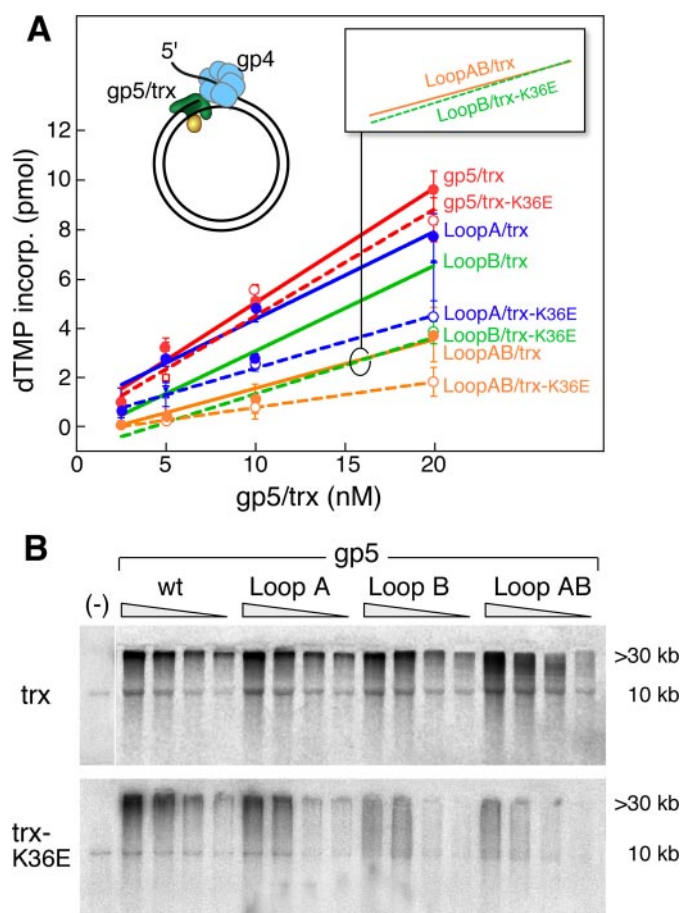 A
5'
gp4
gp5/trx
LoopAB/trx
LoopB/trx-K36E
dTMP incorp. (pmol)
12
10
8
6
4
2
0
gp5/trx
gp5/trx-K36E
LoopA/trx
LoopB/trx
LoopA/trx-K36E
LoopB/trx-K36E
LoopAB/trx
LoopAB/trx-K36E
0 5 10 15 20
gp5/trx (nM)
B
gp5
(-) wt Loop A Loop B Loop AB
trx
>30 kb
10 kb
trx-
K36E
>30 kb
10 kb